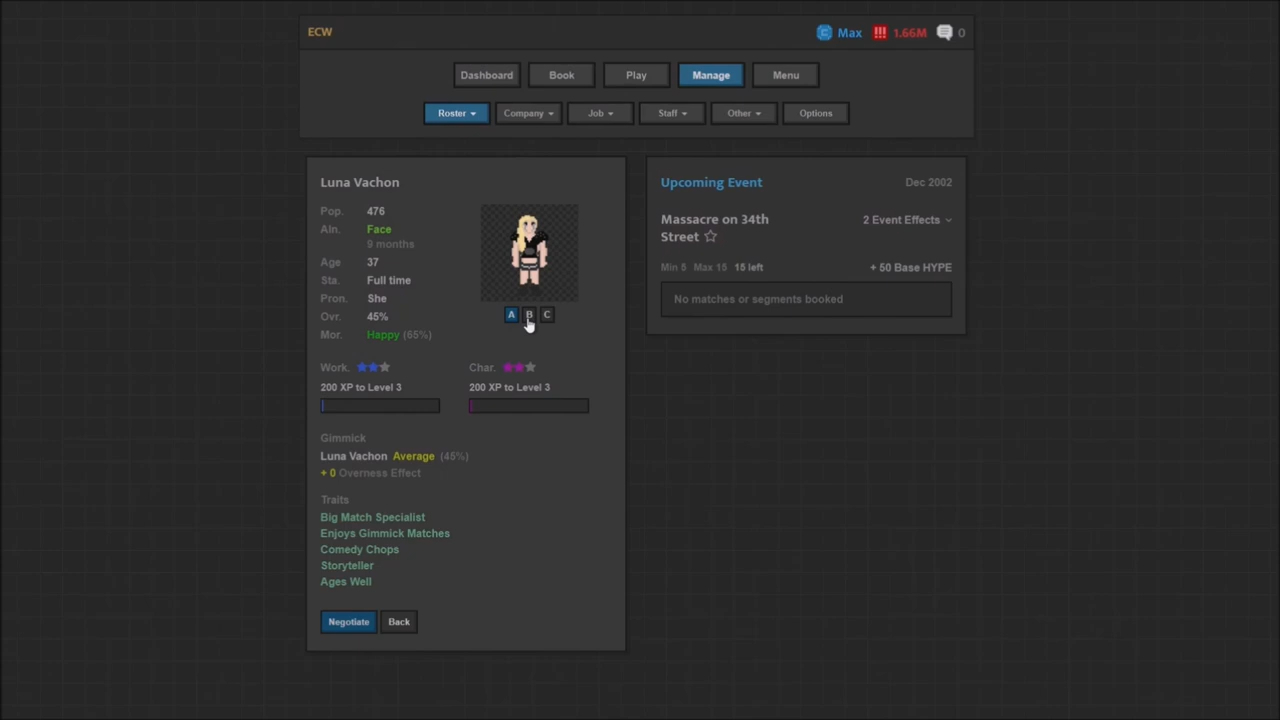 ECW
Max 1.66M 0
Dashboard Book Play Manage Menu
Roster Company Job Staff Other Options
Luna Vachon
Pop. 476
Aln. Face
9 months
Age 37
Sta. Full time
Pron. She
Ovr. 45%
Mor. Happy (65%)
A B C
Work. Char.
200 XP to Level 3 200 XP to Level 3
Gimmick
Luna Vachon Average (45%)
+ 0 Overness Effect
Traits
Big Match Specialist
Enjoys Gimmick Matches
Comedy Chops
Storyteller
Ages Well
Negotiate Back
Upcoming Event Dec 2002
Massacre on 34th
Street
2 Event Effects
Min 5 Max 15 15 left + 50 Base HYPE
No matches or segments booked